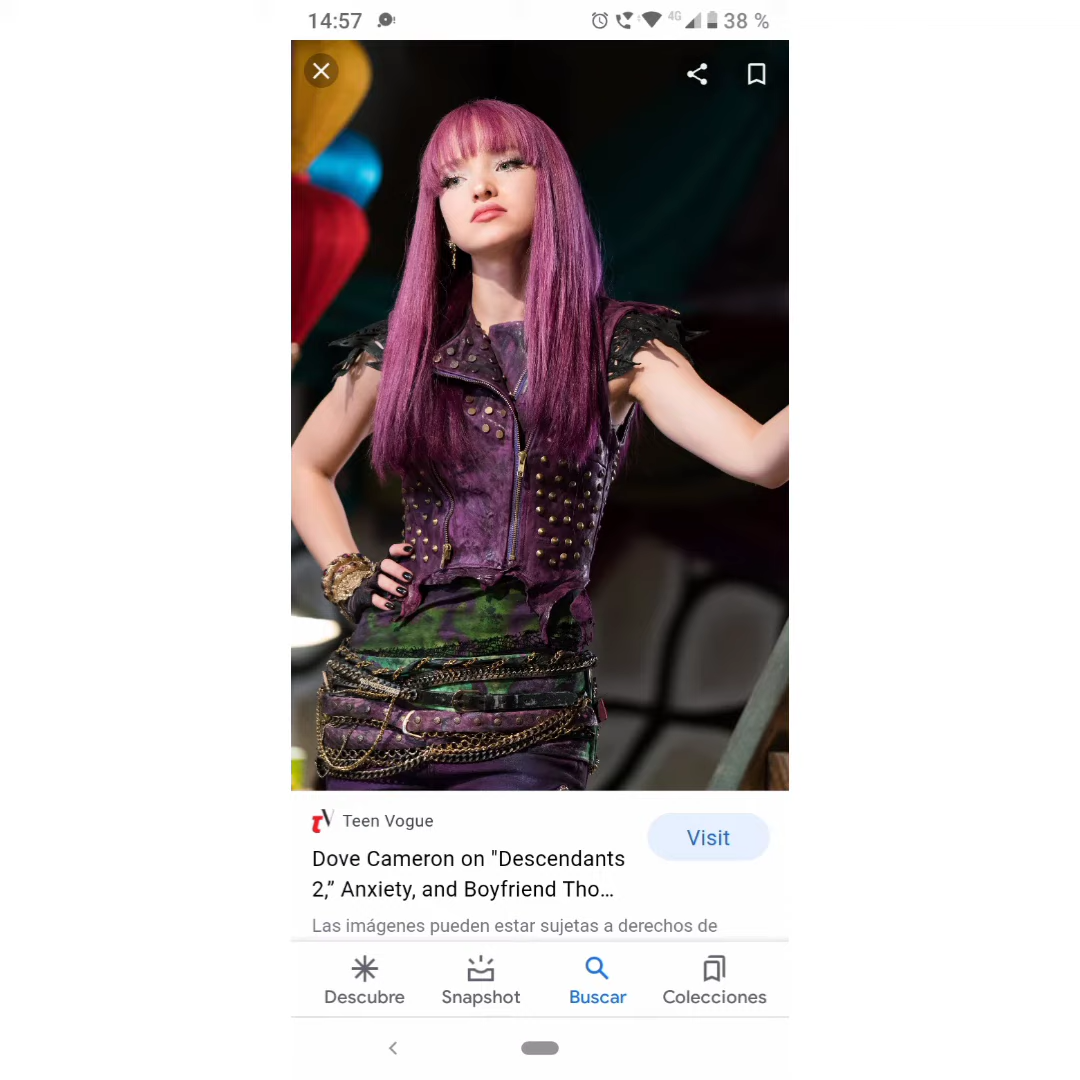 14:57
4G
38 %
Teen Vogue
Visit
Dove Cameron on "Descendants
2,” Anxiety, and Boyfriend Tho…
Las imágenes pueden estar sujetas a derechos de
Descubre
Snapshot
Buscar
Colecciones